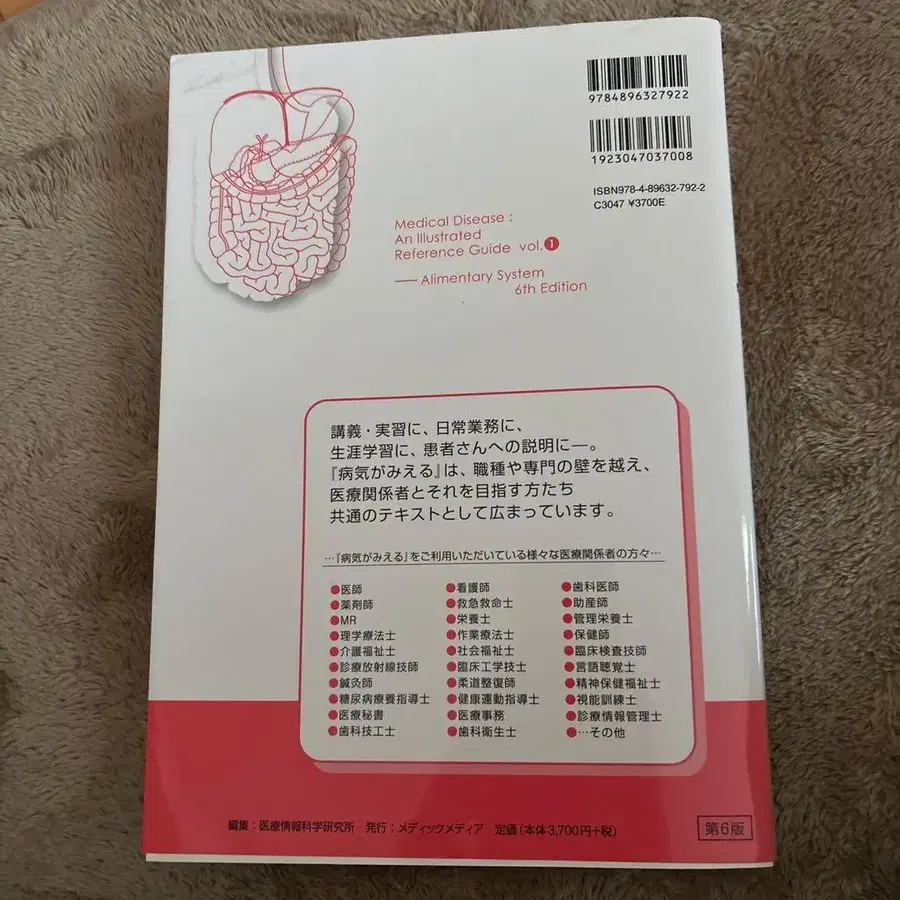 9784896327922
1923047037008
ISBN978-4-89632-792-2
C3047 ¥3700E
Medical Disease :
An Illustrated
Reference Guide vol.1
— Alimentary System
6th Edition
講義・実習に、日常業務に、
生涯学習に、患者さんへの説明に―。
『病気がみえる』は、職種や専門の壁を越え、
医療関係者とそれを目指す方たち
共通のテキストとして広まっています。
…『病気がみえる』をご利用いただいている様々な医療関係者の方々…
●医師 ●看護師 ●歯科医師
●薬剤師 ●救急救命士 ●助産師
●MR ●栄養士 ●管理栄養士
●理学療法士 ●作業療法士 ●保健師
●介護福祉士 ●社会福祉士 ●臨床検査技師
●診療放射線技師 ●臨床工学技士 ●言語聴覚士
●鍼灸師 ●柔道整復師 ●精神保健福祉士
●糖尿病療養指導士 ●健康運動指導士 ●視能訓練士
●医療秘書 ●医療事務 ●診療情報管理士
●歯科技工士 ●歯科衛生士 ●…その他
編集：医療情報科学研究所 発行：メディックメディア 定価（本体3,700円+税）
第6版